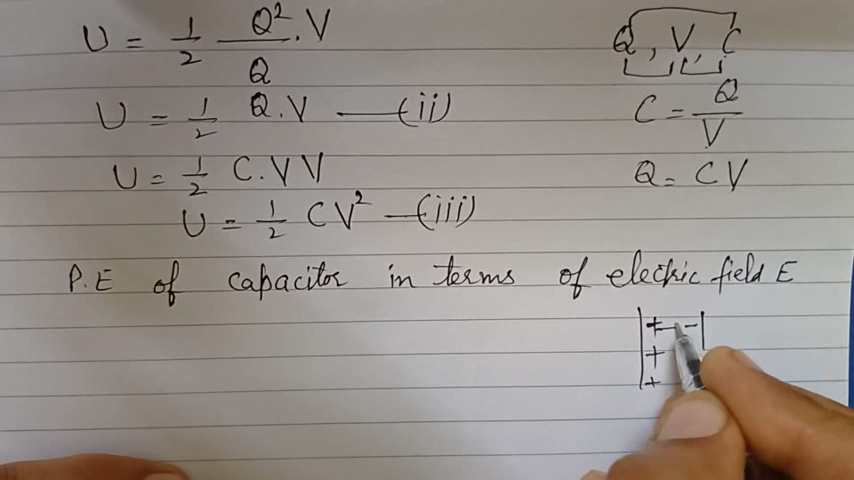 U = 1/2 Q²/Q . V
Q , V , C
U = 1/2 Q.V —(ii)
C = Q/V
U = 1/2 C.VV
Q = CV
U = 1/2 CV² —(iii)
P.E of capacitor in terms of electric field E
+ -
+
+